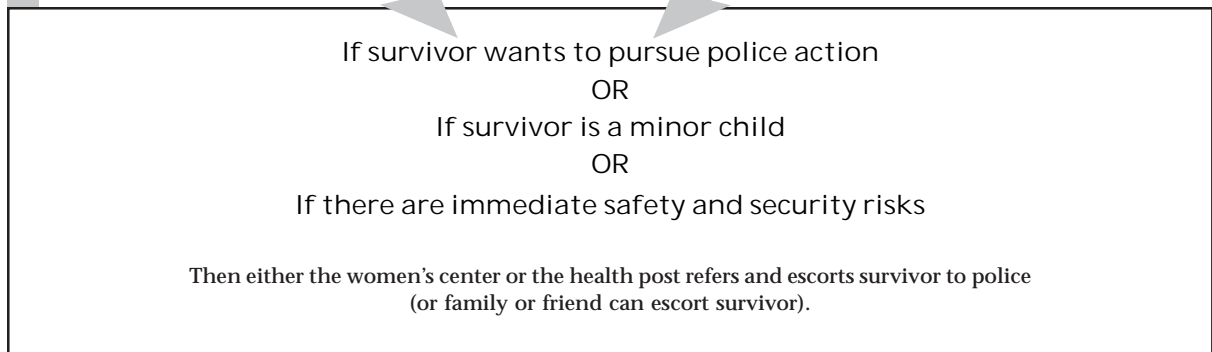 If survivor wants to pursue police action
OR
If survivor is a minor child
OR
If there are immediate safety and security risks
Then either the women’s center or the health post refers and escorts survivor to police
(or family or friend can escort survivor).